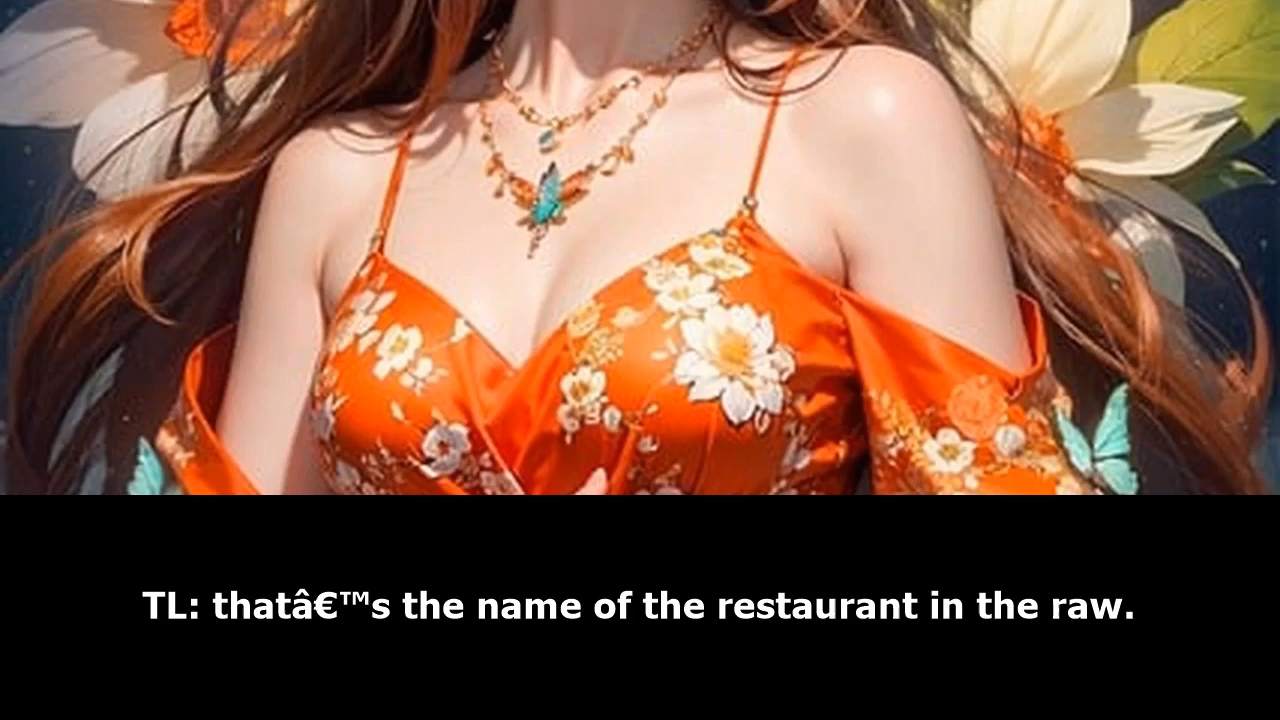 TL: thatâ€™s the name of the restaurant in the raw.